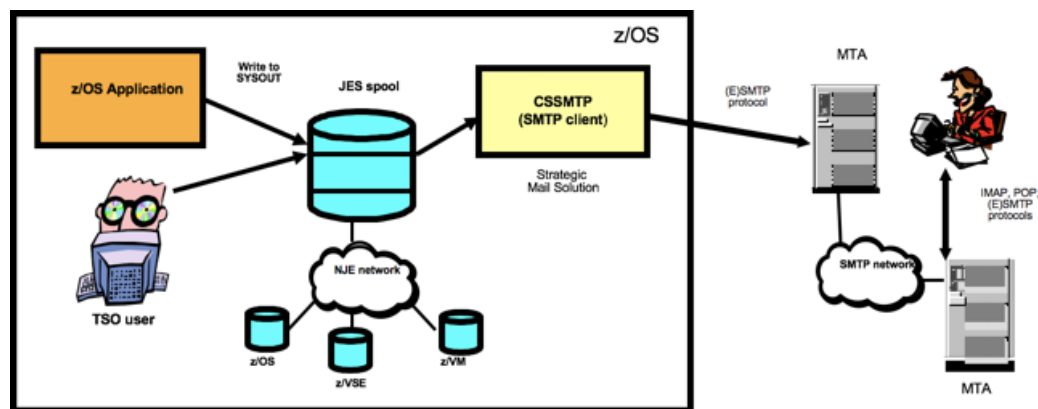 z/OS
MTA
z/OS Application
Write to
SYSOUT
JES spool
CSSMTP
(SMTP client)
(E)SMTP
protocol
Strategic
Mail Solution
IMAP, POP,
(E)SMTP
protocols
NJE network
SMTP network
TSO user
z/OS
z/VSE
z/VM
MTA